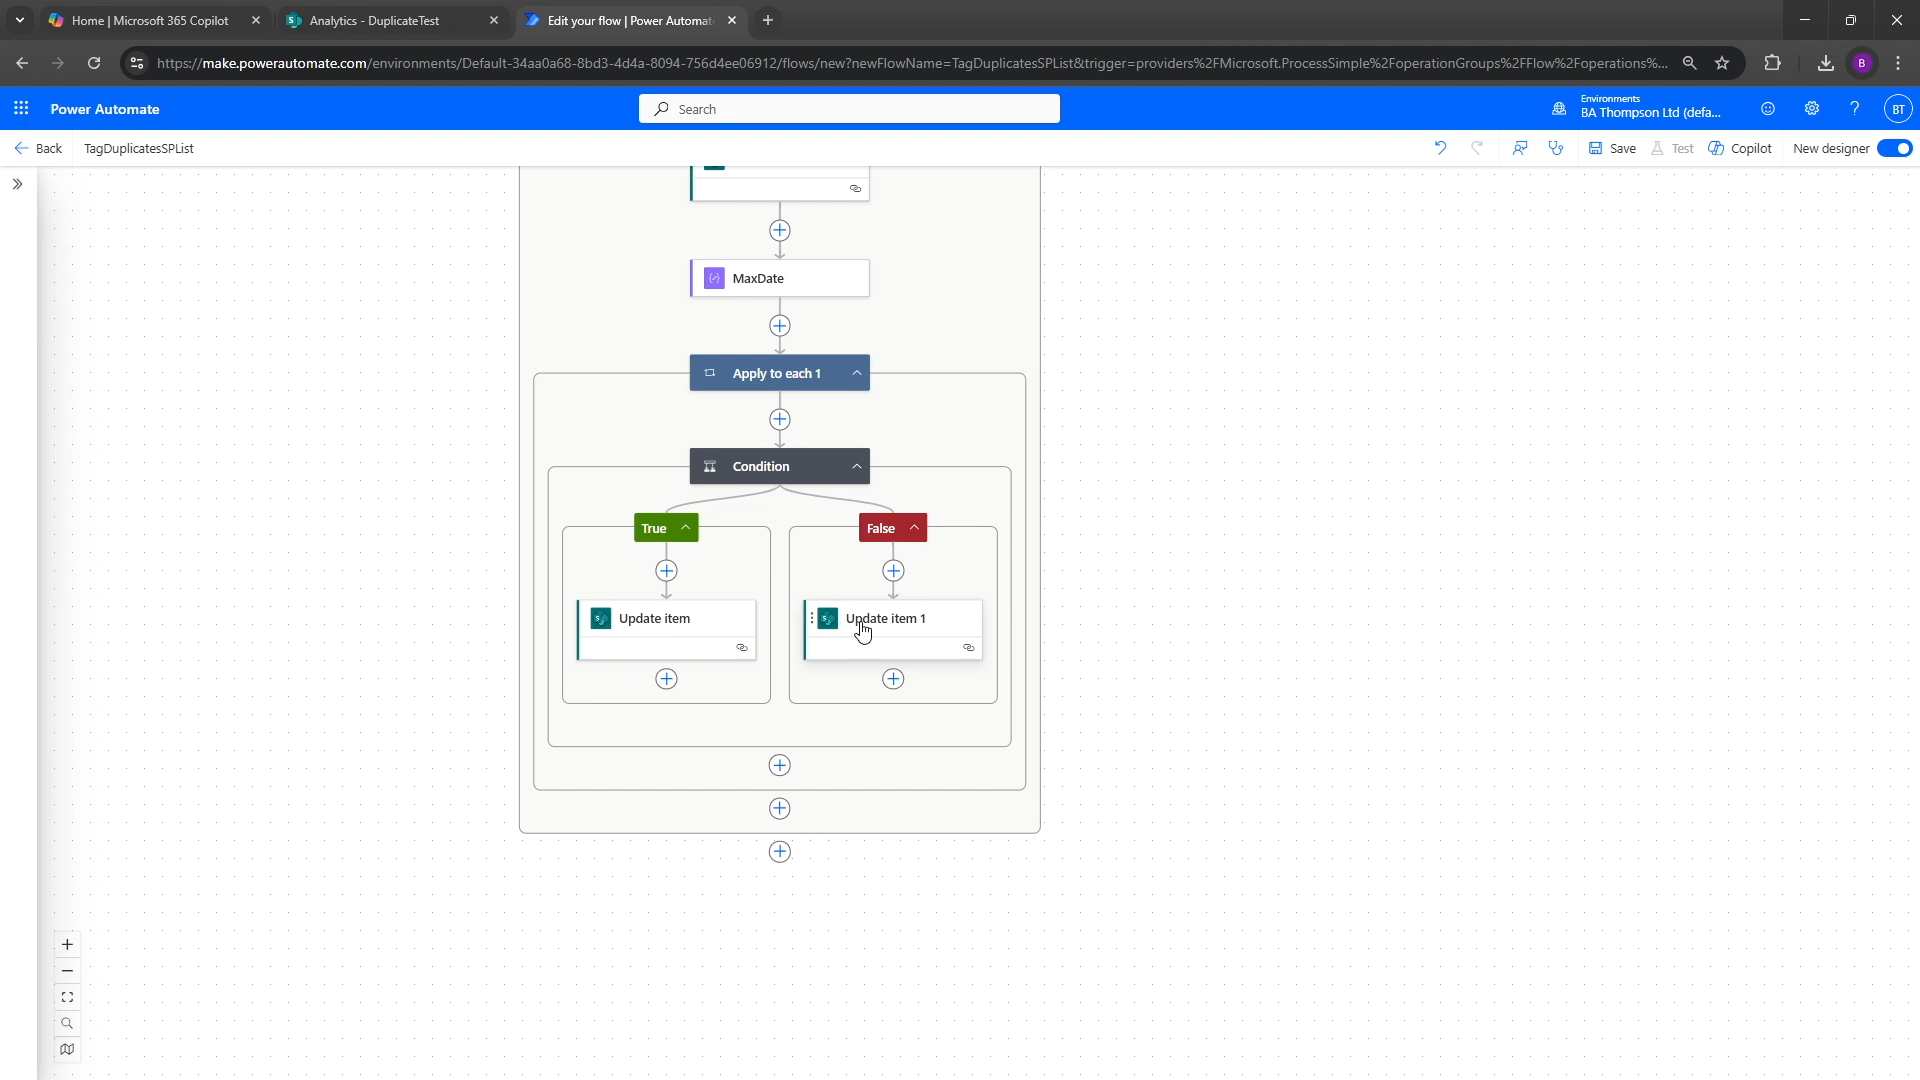 Home | Microsoft 365 Copilot
Analytics - DuplicateTest
Edit your flow | Power Automat
https://make.powerautomate.com/environments/Default-34aa0a68-8bd3-4d4a-8094-756d4ee06912/flows/new?newFlowName=TagDuplicatesSPList&trigger=providers%2FMicrosoft.ProcessSimple%2FoperationGroups%2FFlow%2Foperations%...
B
Power Automate
Search
Environments
BA Thompson Ltd (defa...
BT
Back
TagDuplicatesSPList
Save
Test
Copilot
New designer
MaxDate
Apply to each 1
Condition
True
False
Update item
Update item 1